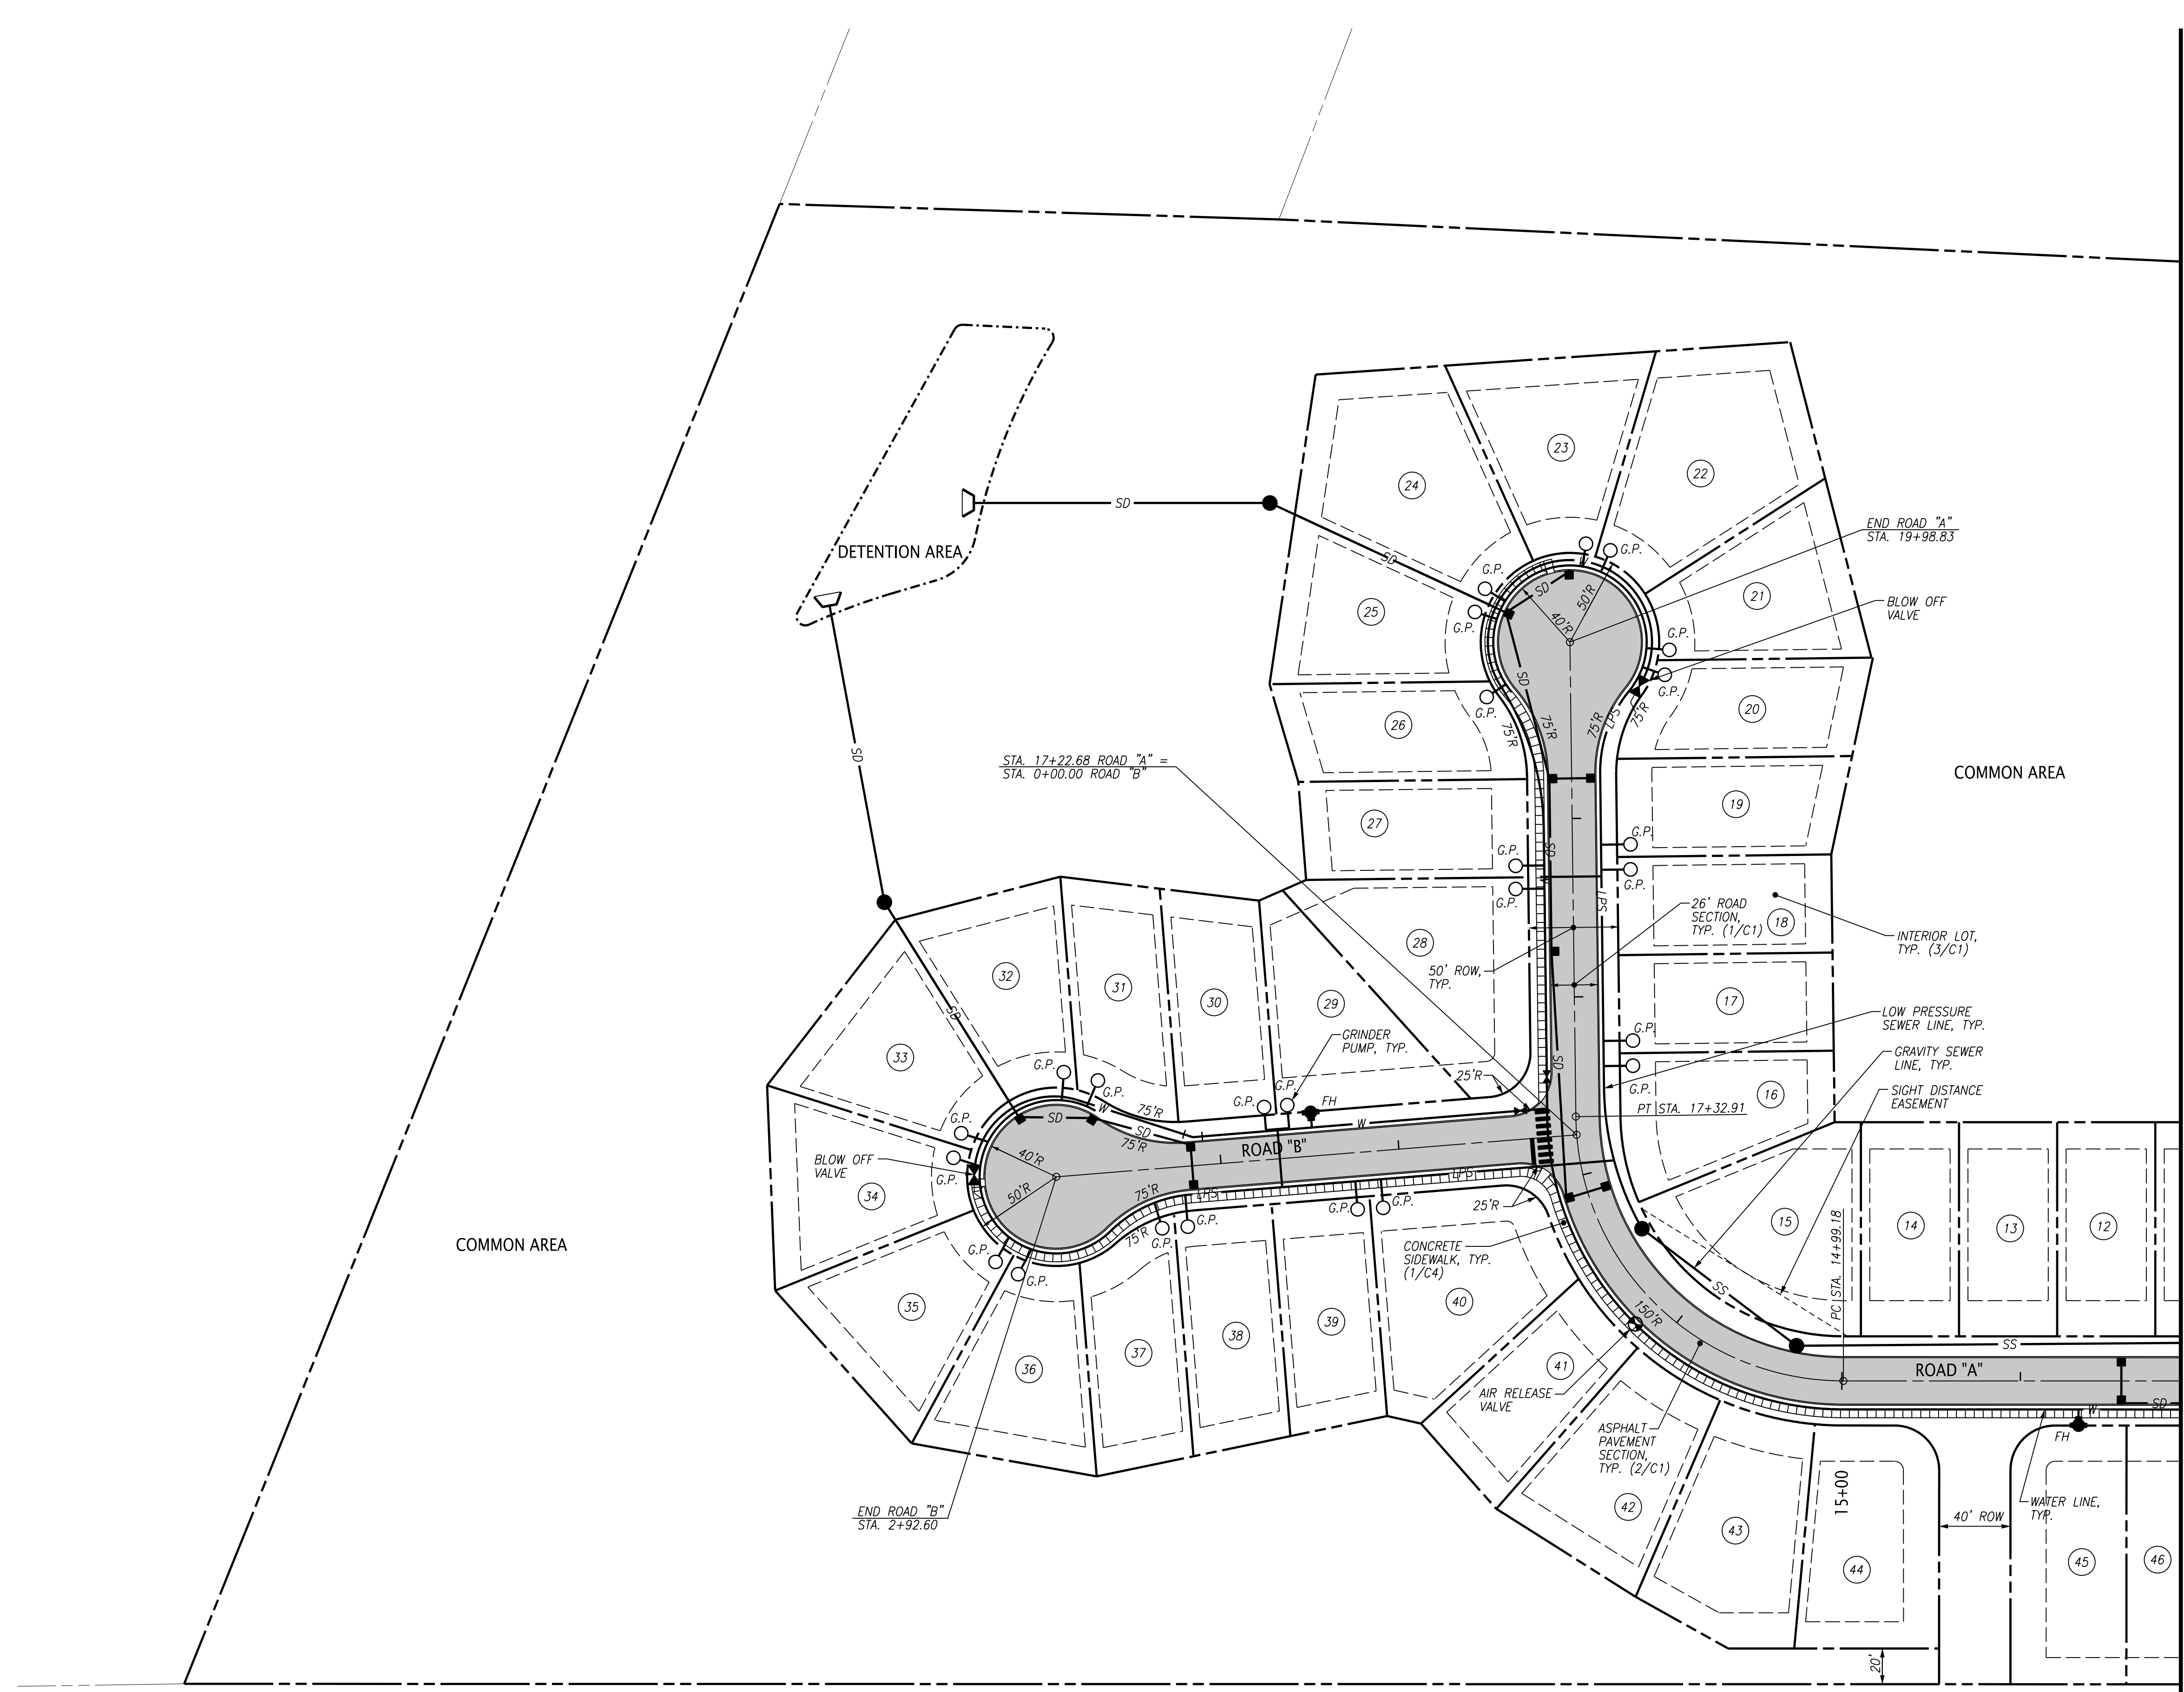 23
24
22
END ROAD "A"
STA. 19+98.83
SD
DETENTION AREA
G.P.
G.P.
SD
W
SD
50'R
40'R
21
BLOW OFF
VALVE
25
G.P.
G.P.
SD
G.P.
G.P.
20
26
75'R
75'R
75'R
LPS
75'R
SD
STA. 17+22.68 ROAD "A" =
STA. 0+00.00 ROAD "B"
COMMON AREA
19
27
G.P.
G.P.
SD
W
G.P.
G.P.
LPS
26' ROAD
SECTION,
TYP. (1/C1)
18
INTERIOR LOT,
TYP. (3/C1)
28
50' ROW,
TYP.
32
31
30
29
17
LOW PRESSURE
SEWER LINE, TYP.
SD
GRINDER
PUMP, TYP.
G.P.
GRAVITY SEWER
LINE, TYP.
33
SD
25'R
G.P.
16
SIGHT DISTANCE
EASEMENT
G.P.
G.P.
G.P.
G.P.
FH
PT STA. 17+32.91
75'R
W
SD
SD
75'R
W
G.P.
ROAD "B"
BLOW OFF
VALVE
40'R
G.P.
34
50'R
75'R
LPS
LPS
25'R
G.P.
G.P.
G.P.
75'R
G.P.
15
14
13
12
PC STA. 14+99.18
COMMON AREA
G.P.
G.P.
CONCRETE
SIDEWALK, TYP.
(1/C4)
SS
35
40
150'R
38
39
37
36
41
SS
ROAD "A"
AIR RELEASE
VALVE
SD
W
FH
ASPHALT
PAVEMENT
SECTION,
TYP. (2/C1)
15+00
WATER LINE,
TYP.
END ROAD "B"
STA. 2+92.60
42
43
40' ROW
44
45
46
20'